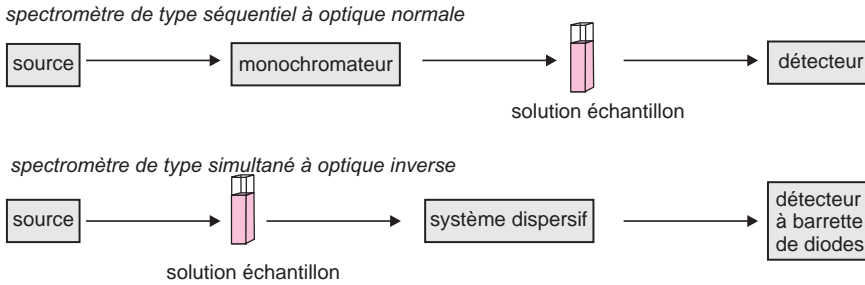 spectromètre de type séquentiel à optique normale
source
monochromateur
détecteur
solution échantillon
spectromètre de type simultané à optique inverse
source
système dispersif
détecteur
à barrette
de diodes
solution échantillon